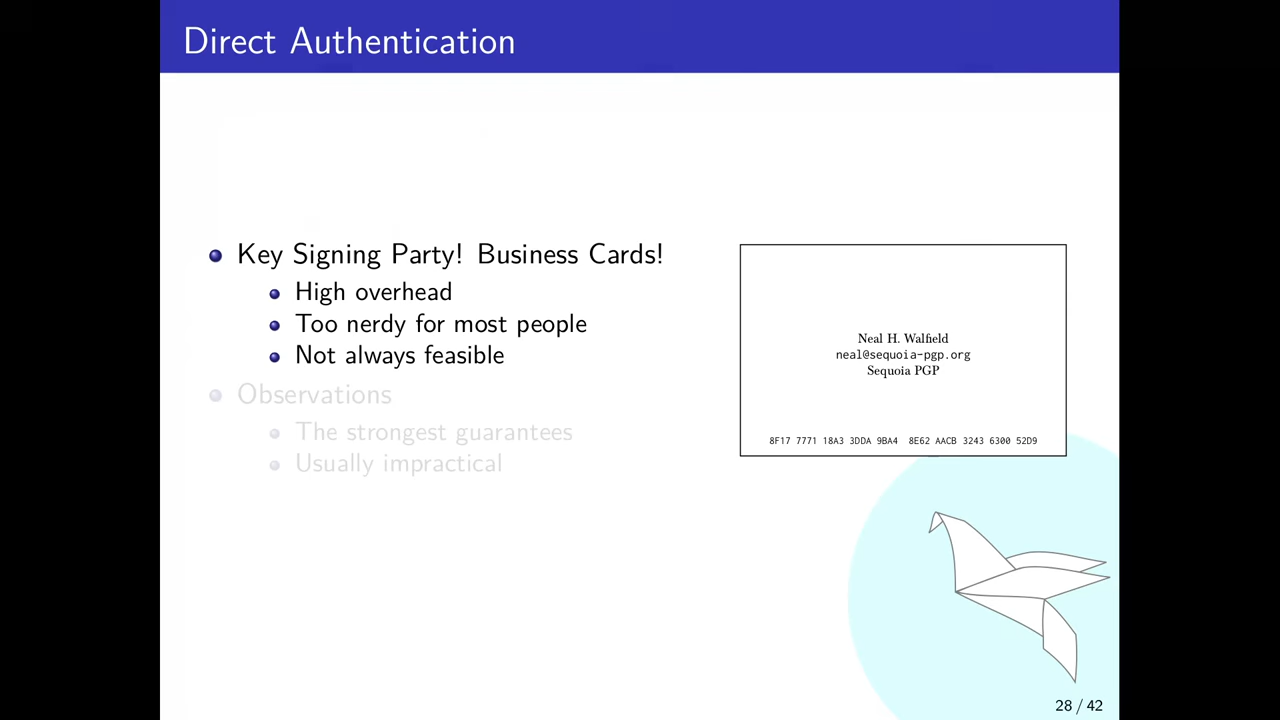 Direct Authentication
Key Signing Party! Business Cards!
High overhead
Too nerdy for most people
Not always feasible
Observations
The strongest guarantees
Usually impractical
Neal H. Walfield
neal@sequoia-pgp.org
Sequoia PGP
8F17 7771 18A3 3DDA 9BA4 8E62 AACB 3243 6300 52D9
28 / 42